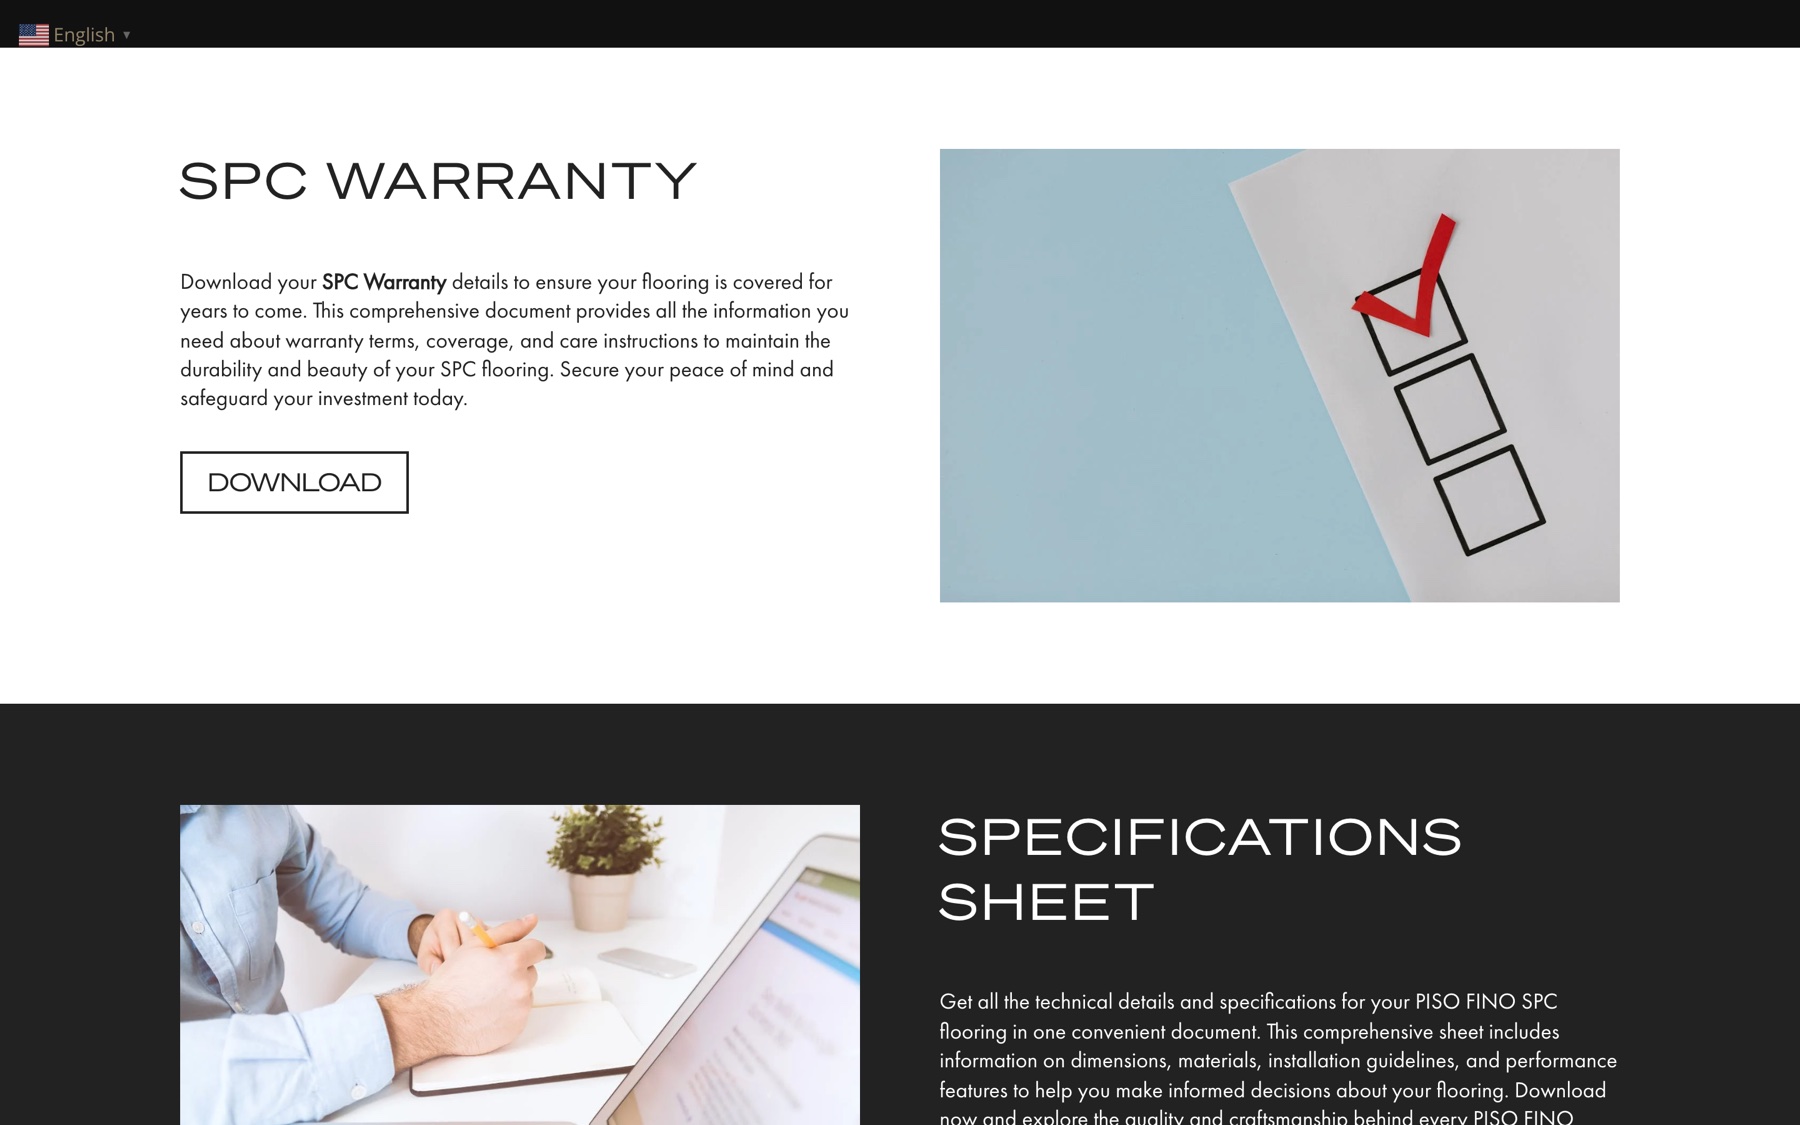 English ▼
SPC WARRANTY
Download your SPC Warranty details to ensure your flooring is covered for
years to come. This comprehensive document provides all the information you
need about warranty terms, coverage, and care instructions to maintain the
durability and beauty of your SPC flooring. Secure your peace of mind and
safeguard your investment today.
DOWNLOAD
SPECIFICATIONS
SHEET
Get all the technical details and specifications for your PISO FINO SPC
flooring in one convenient document. This comprehensive sheet includes
information on dimensions, materials, installation guidelines, and performance
features to help you make informed decisions about your flooring. Download
now and explore the quality and craftsmanship behind every PISO FINO